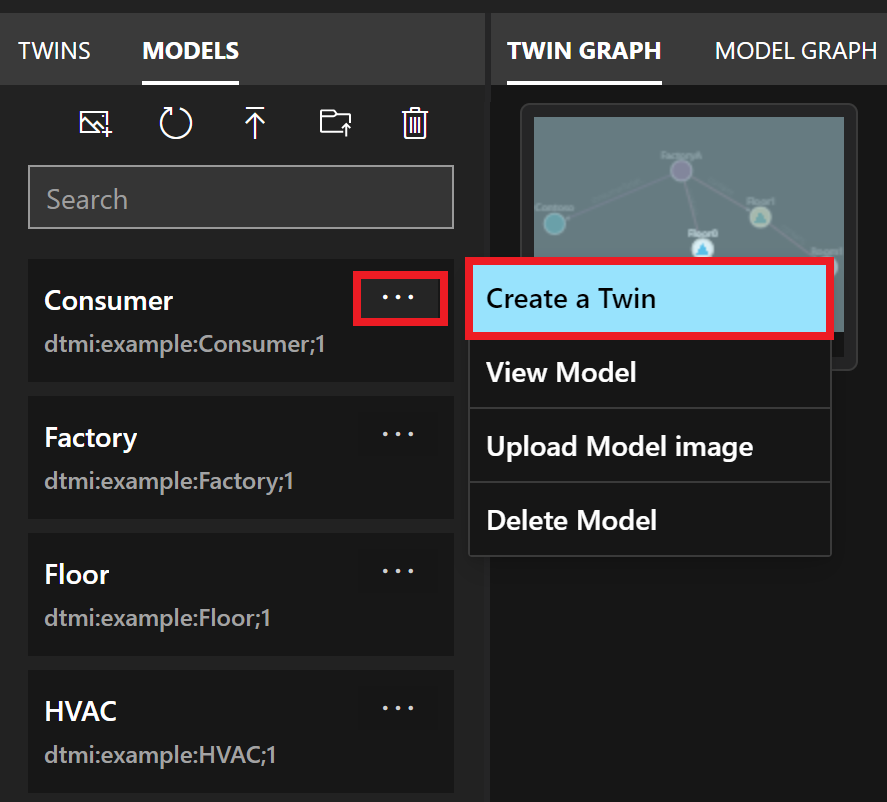 TWINS
MODELS
TWIN GRAPH
MODEL GRAPH
Search
FactoryA
Contoso
Floor1
Floor0
Consumer
···
dtmi:example:Consumer;1
Create a Twin
View Model
Upload Model image
Delete Model
Factory
···
dtmi:example:Factory;1
Floor
···
dtmi:example:Floor;1
HVAC
···
dtmi:example:HVAC;1